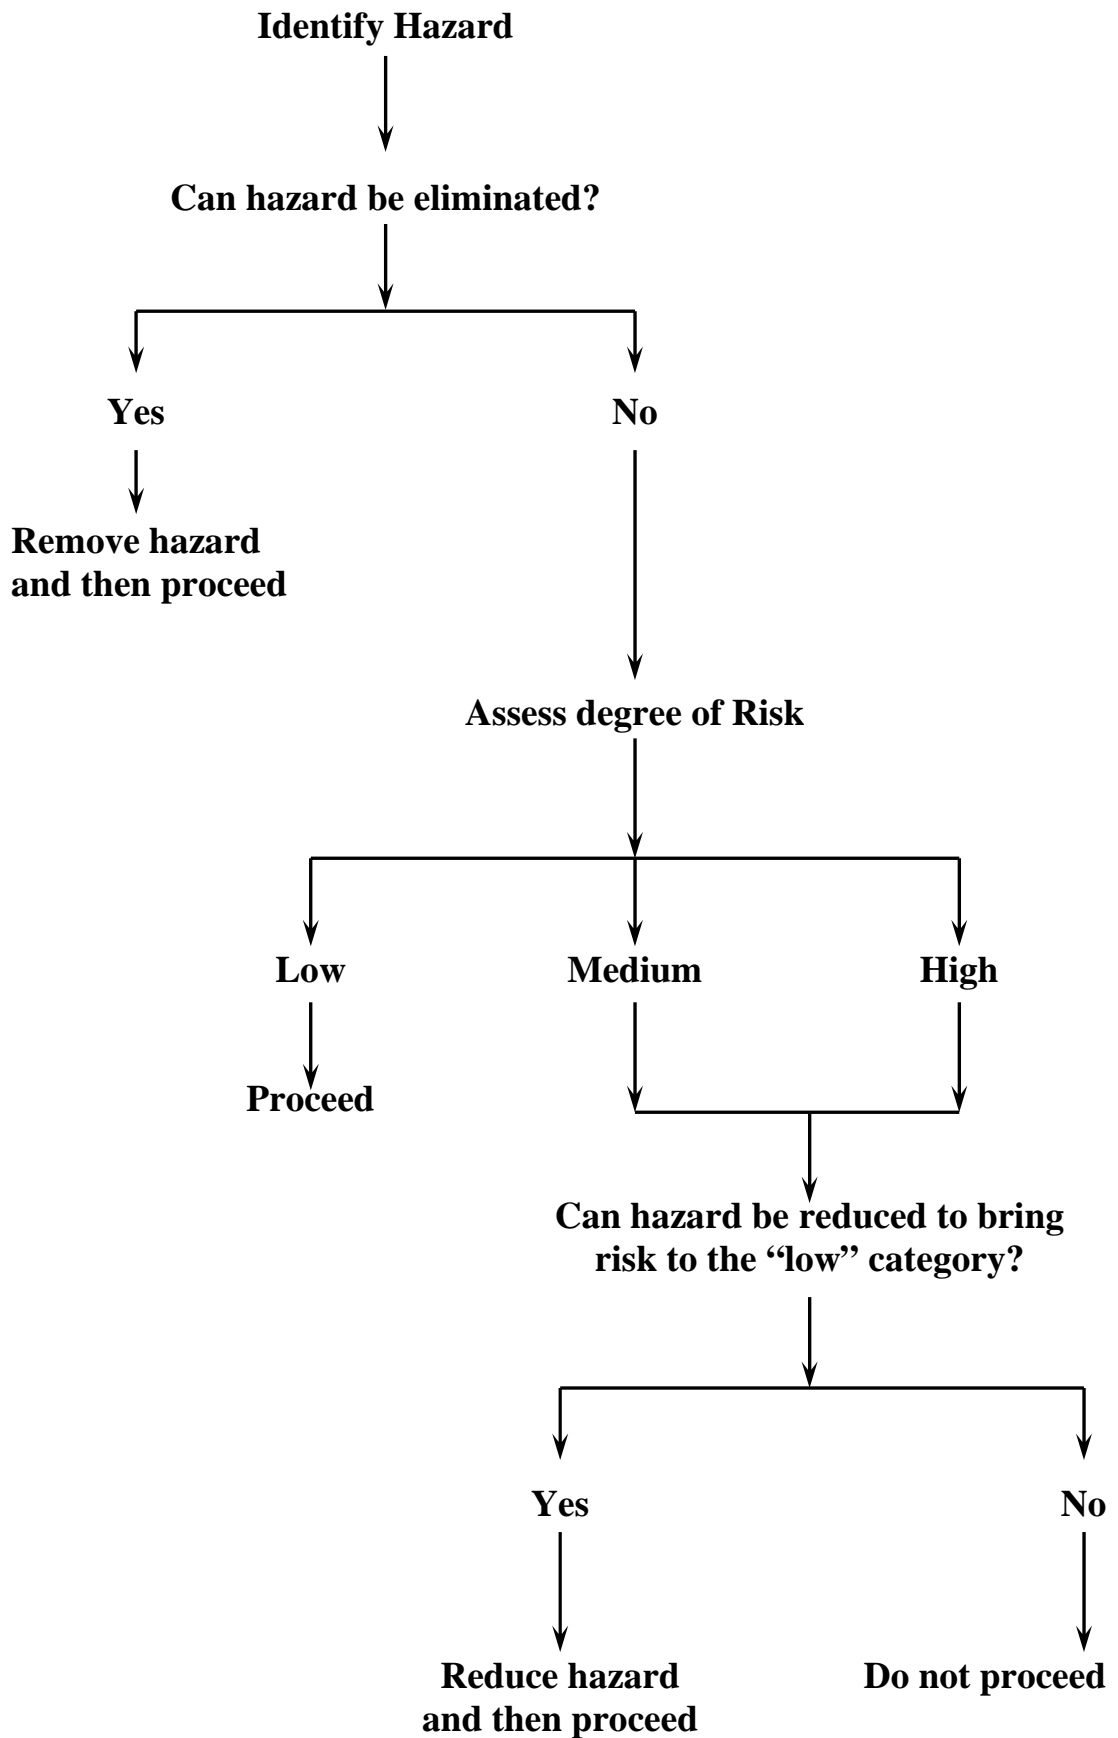 Identify Hazard
Can hazard be eliminated?
Yes
No
Remove hazard
and then proceed
Assess degree of Risk
Low
Medium
High
Proceed
Can hazard be reduced to bring
risk to the “low” category?
Yes
No
Reduce hazard
and then proceed
Do not proceed